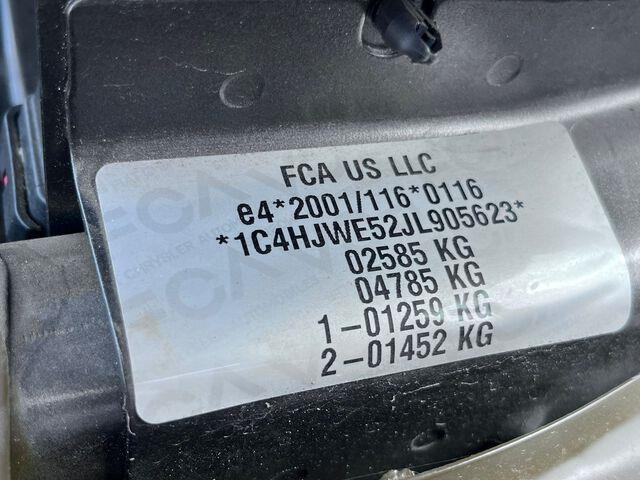 FCA US LLC
e4*2001/116*0116
*1C4HJWE52JL905623*
02585 KG
04785 KG
1-01259 KG
2-01452 KG